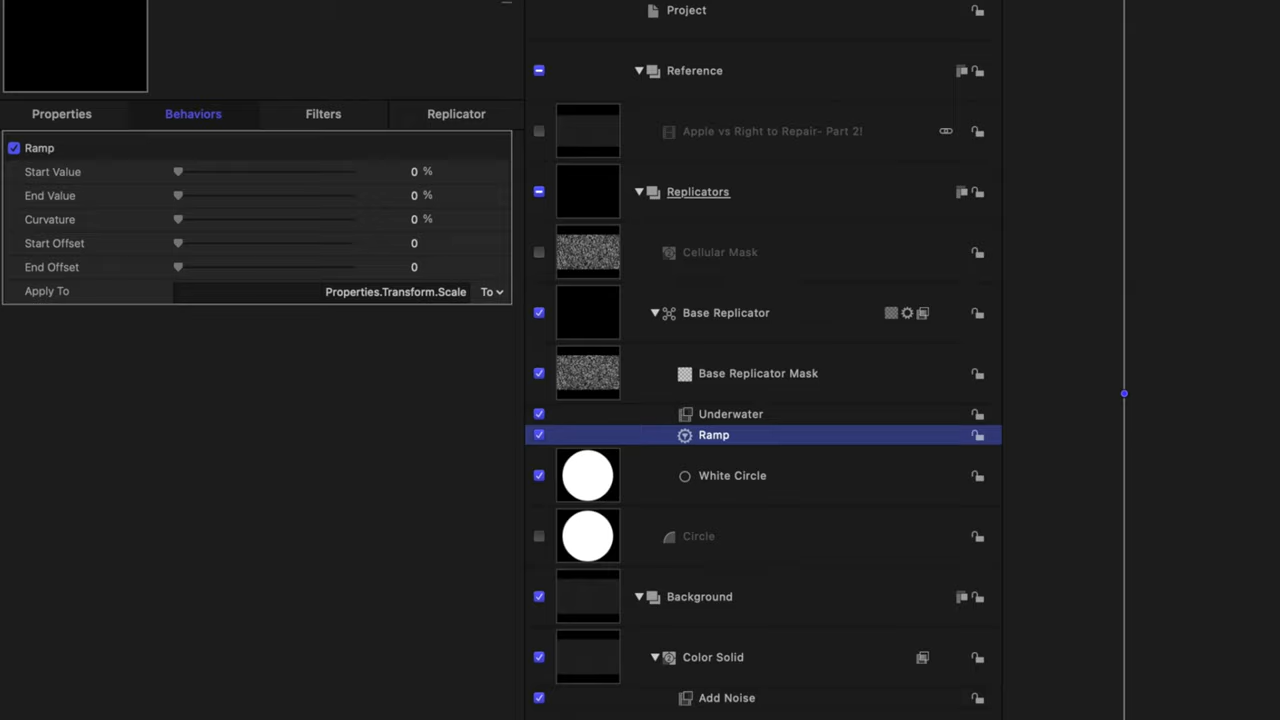 Properties
Behaviors
Filters
Replicator
Ramp
Start Value 0 %
End Value 0 %
Curvature 0 %
Start Offset 0
End Offset 0
Apply To Properties.Transform.Scale To
Project
Reference
Apple vs Right to Repair- Part 2!
Replicators
Cellular Mask
Base Replicator
Base Replicator Mask
Underwater
Ramp
White Circle
Circle
Background
Color Solid
Add Noise